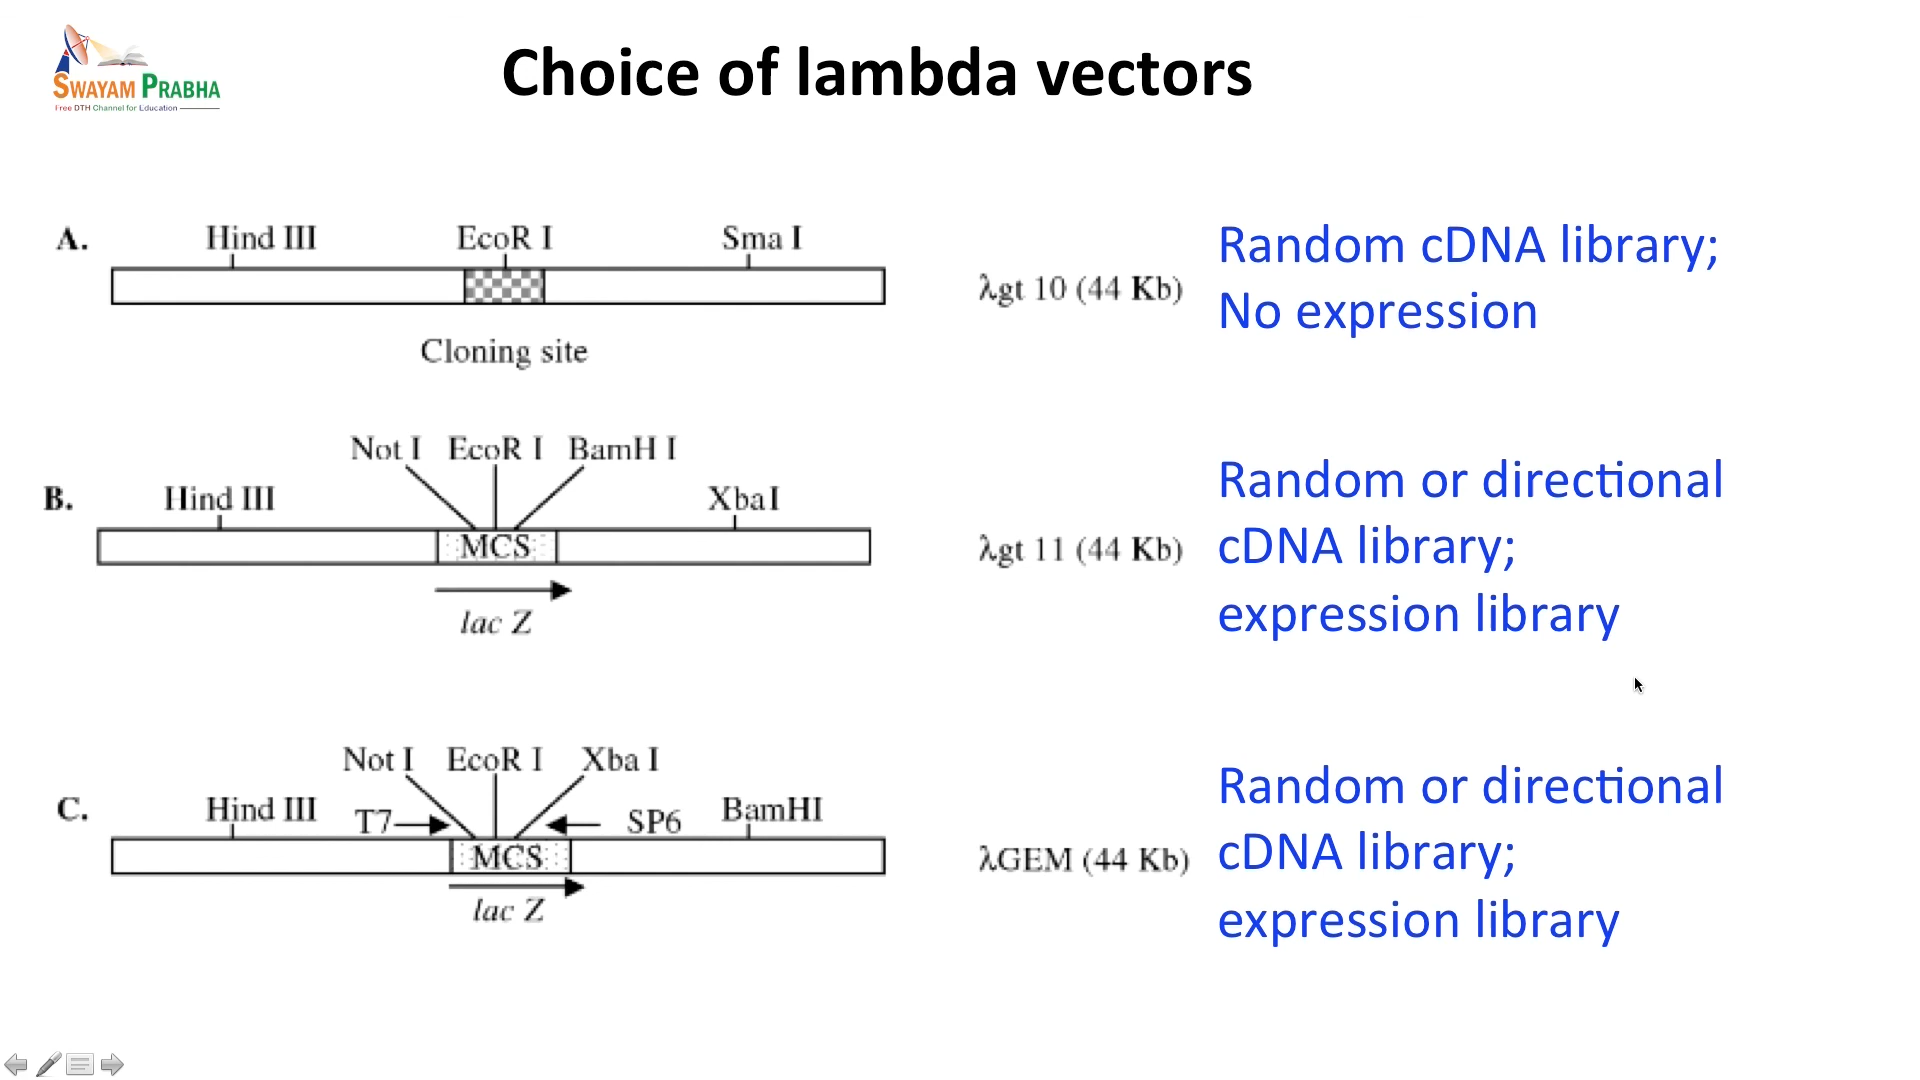 SWAYAM PRABHA
Free DTH Channel for Education
Choice of lambda vectors
A.
Hind III
EcoR I
Sma I
Cloning site
λgt 10 (44 Kb)
Random cDNA library;
No expression
B.
Not I
EcoR I
BamH I
Hind III
XbaI
MCS
lac Z
λgt 11 (44 Kb)
Random or directional
cDNA library;
expression library
C.
Not I
EcoR I
Xba I
Hind III
T7
SP6
BamHI
MCS
lac Z
λGEM (44 Kb)
Random or directional
cDNA library;
expression library